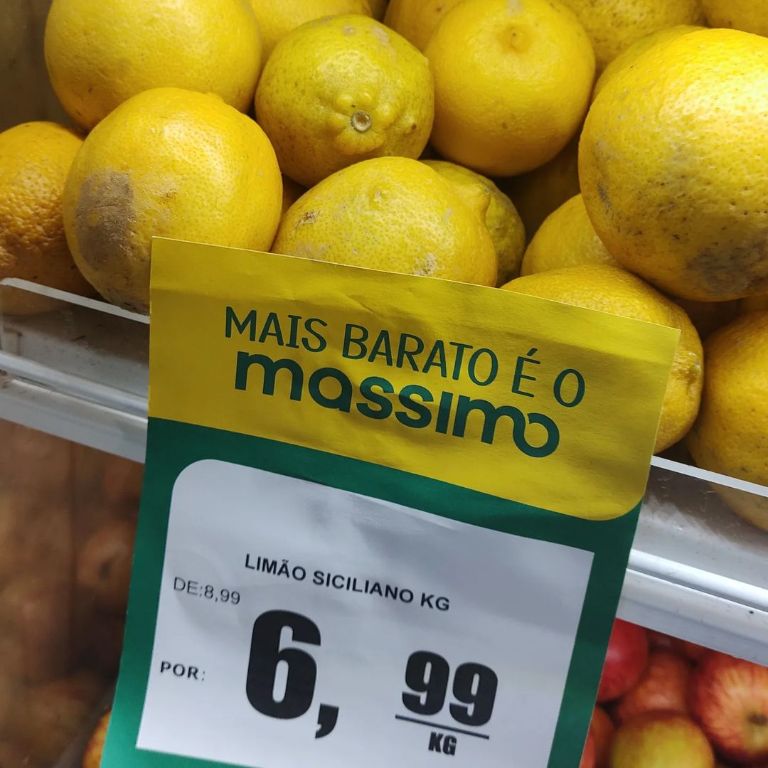 MAIS BARATO É O
massimo
LIMÃO SICILIANO KG
DE:8,99
POR: 6,99
KG